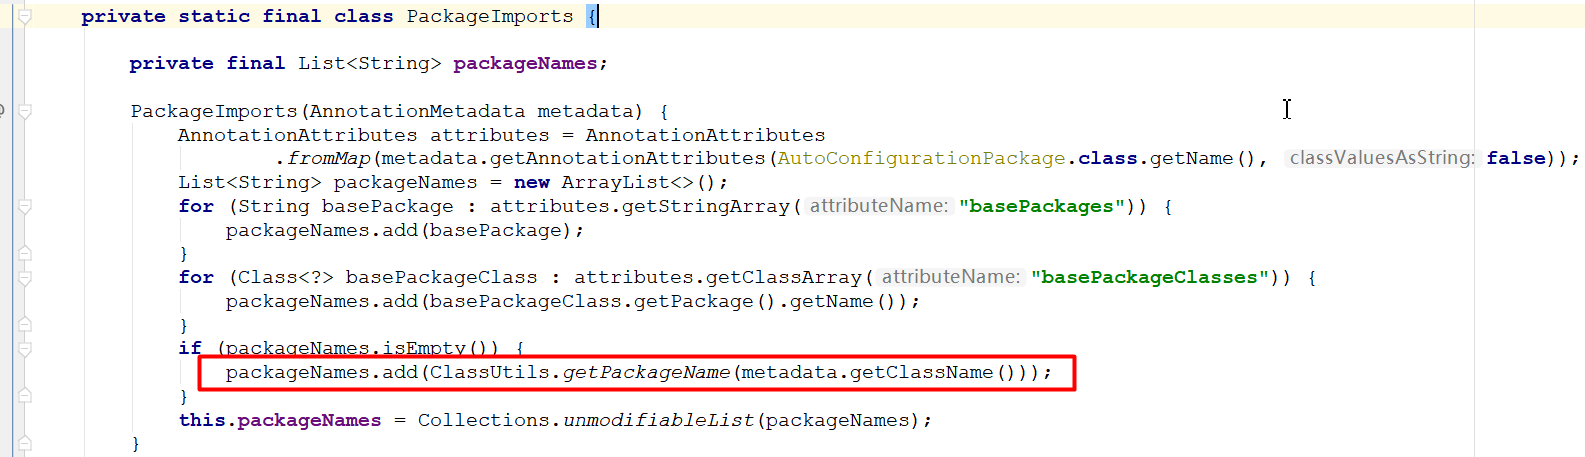 private static final class PackageImports {
private final List<String> packageNames;
PackageImports(AnnotationMetadata metadata) {
AnnotationAttributes attributes = AnnotationAttributes
.fromMap(metadata.getAnnotationAttributes(AutoConfigurationPackage.class.getName(), classValuesAsString: false));
List<String> packageNames = new ArrayList<>();
for (String basePackage : attributes.getStringArray( attributeName: "basePackages")) {
packageNames.add(basePackage);
}
for (Class<?> basePackageClass : attributes.getClassArray( attributeName: "basePackageClasses")) {
packageNames.add(basePackageClass.getPackage().getName());
}
if (packageNames.isEmpty()) {
packageNames.add(ClassUtils.getPackageName(metadata.getClassName()));
}
this.packageNames = Collections.unmodifiableList(packageNames);
}